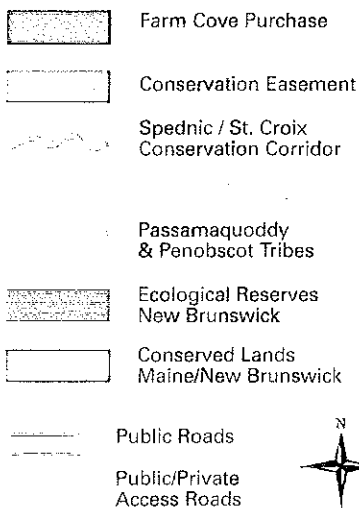 Farm Cove Purchase
Conservation Easement
Spednic / St. Croix
Conservation Corridor
Passamaquoddy
& Penobscot Tribes
Ecological Reserves
New Brunswick
Conserved Lands
Maine/New Brunswick
Public Roads
N
Public/Private
Access Roads